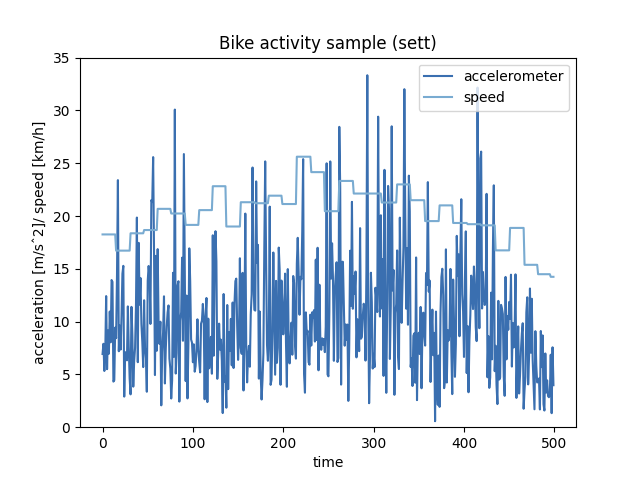 Bike activity sample (sett)
accelerometer
speed
acceleration [m/s^2]/ speed [km/h]
35
30
25
20
15
10
5
0
0 100 200 300 400 500
time